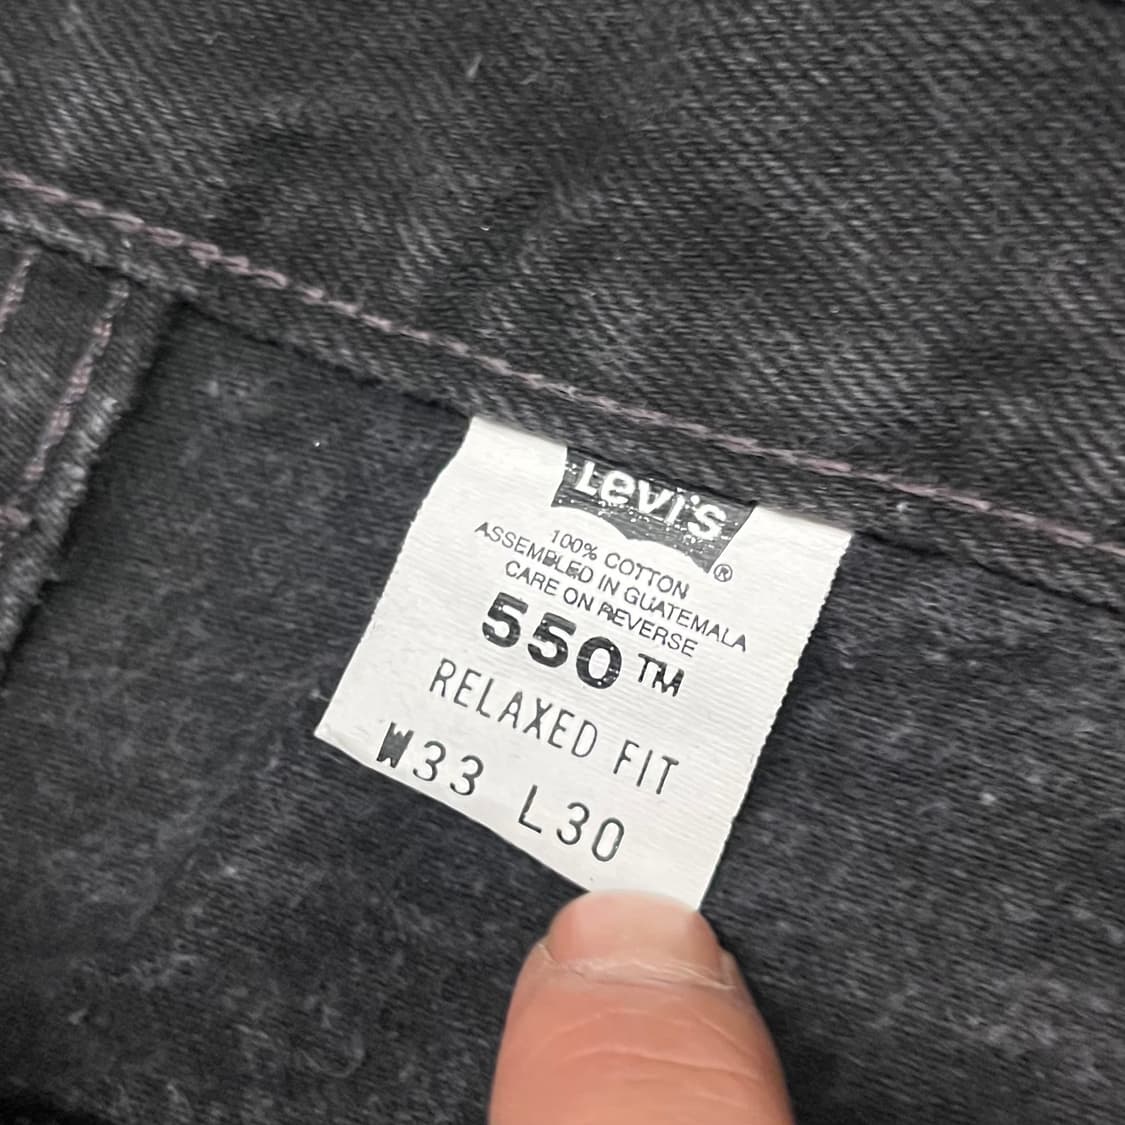 Levi's ®
100% COTTON
ASSEMBLED IN GUATEMALA
CARE ON REVERSE
550™
RELAXED FIT
W33 L30